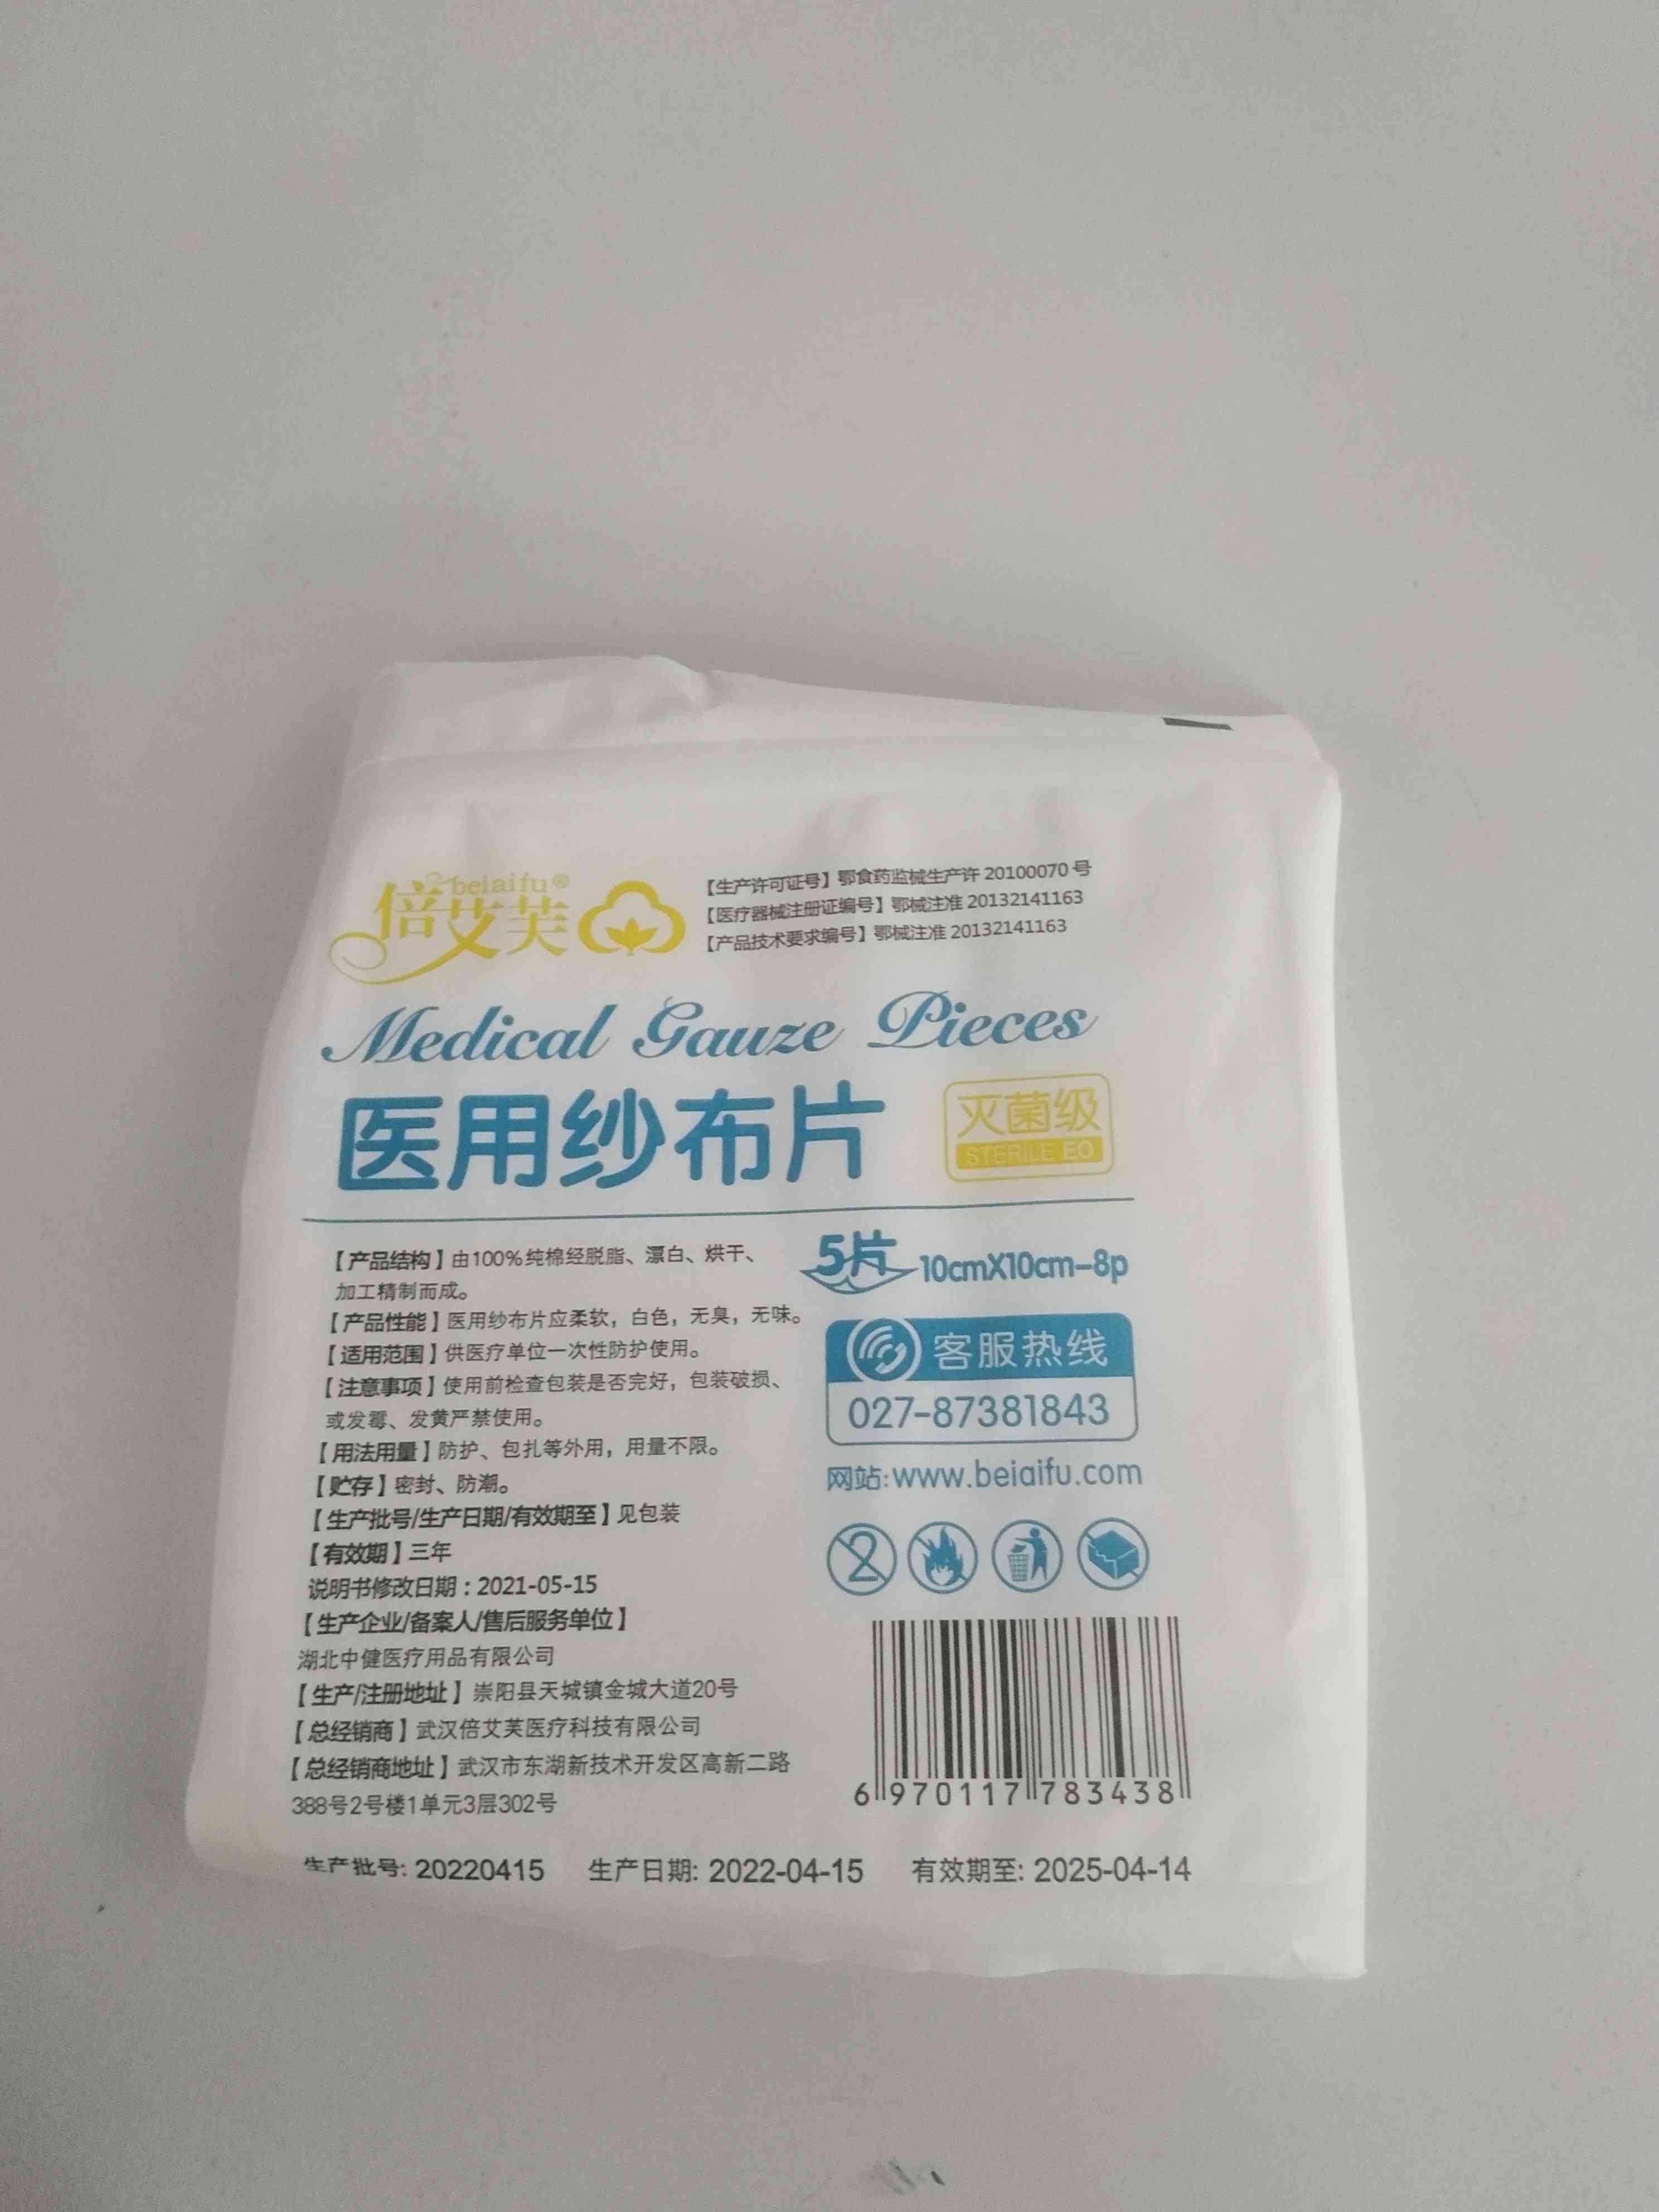 beiaifu®
倍艾芙
【生产许可证号】鄂食药监械生产许 20100070 号
【医疗器械注册证编号】鄂械注准 20132141163
【产品技术要求编号】鄂械注准 20132141163
Medical Gauze Pieces
医用纱布片
灭菌级
STERILE EO
【产品结构】由100%纯棉经脱脂、漂白、烘干、
加工精制而成。
【产品性能】医用纱布片应柔软，白色，无臭，无味。
【适用范围】供医疗单位一次性防护使用。
【注意事项】使用前检查包装是否完好，包装破损、
或发霉、发黄严禁使用。
【用法用量】防护、包扎等外用，用量不限。
【贮存】密封、防潮。
【生产批号/生产日期/有效期至】见包装
【有效期】三年
说明书修改日期：2021-05-15
【生产企业/备案人/售后服务单位】
湖北中健医疗用品有限公司
【生产/注册地址】崇阳县天城镇金城大道20号
【总经销商】武汉倍艾芙医疗科技有限公司
【总经销商地址】武汉市东湖新技术开发区高新二路
388号2号楼1单元3层302号
5片 10cmX10cm-8p
客服热线
027-87381843
网站:www.beiaifu.com
2
6 970117 783438
生产批号: 20220415 生产日期: 2022-04-15 有效期至: 2025-04-14